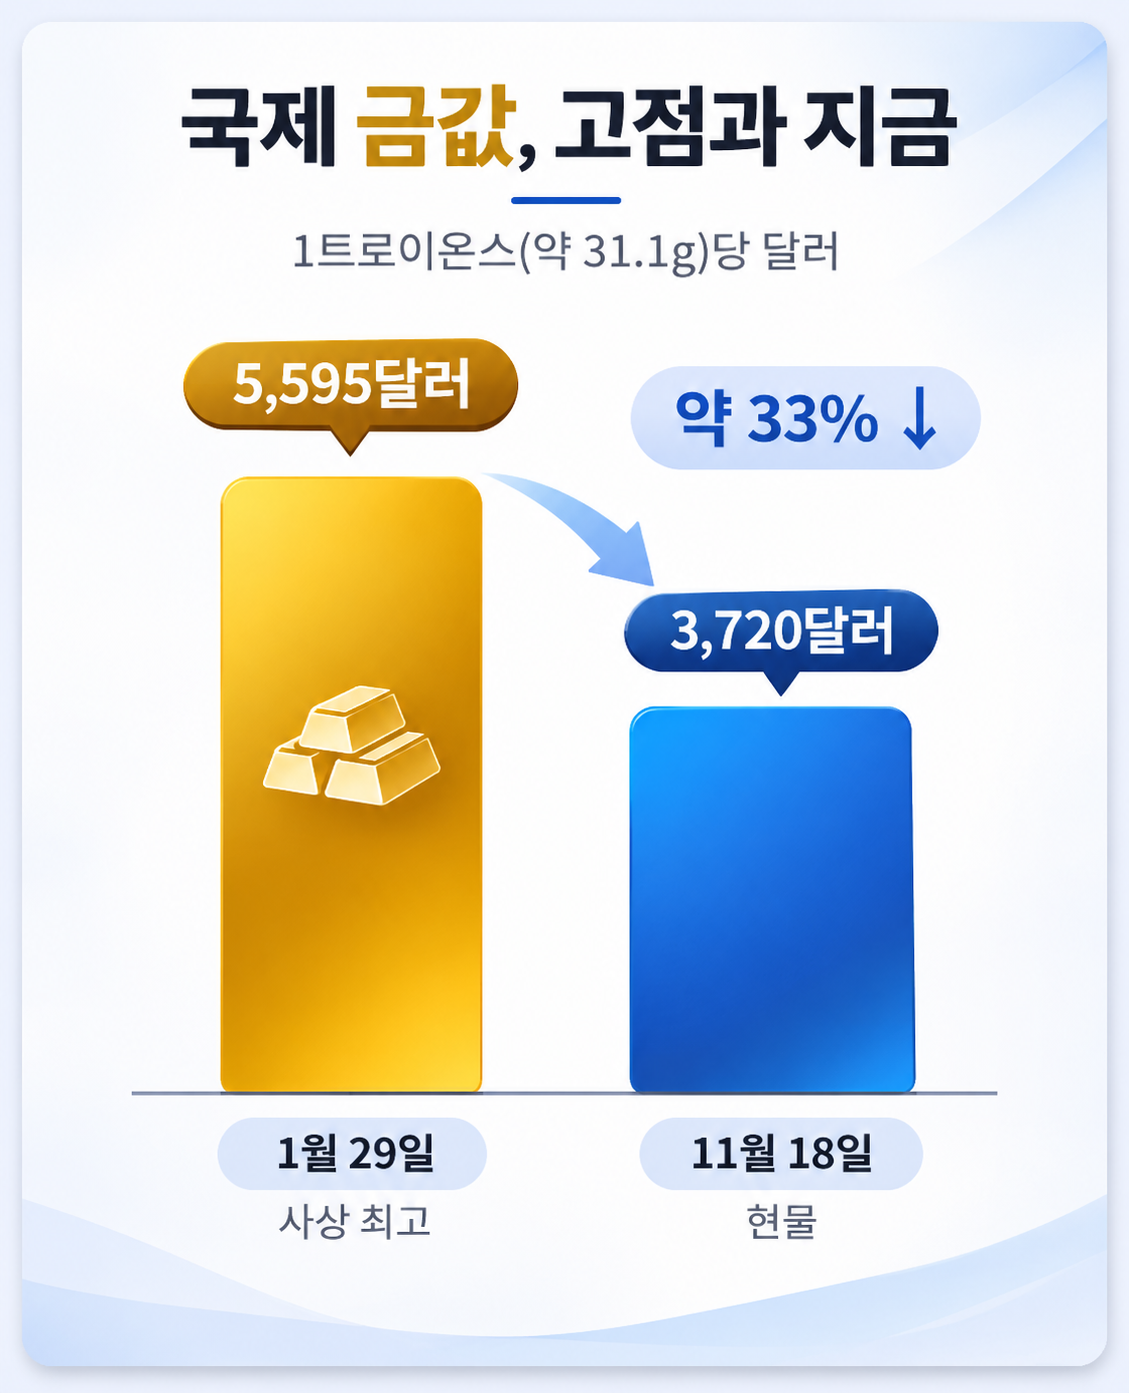 국제 금값, 고점과 지금
1트로이온스(약 31.1g)당 달러
5,595달러
약 33% ↓
3,720달러
1월 29일
사상 최고
11월 18일
현물